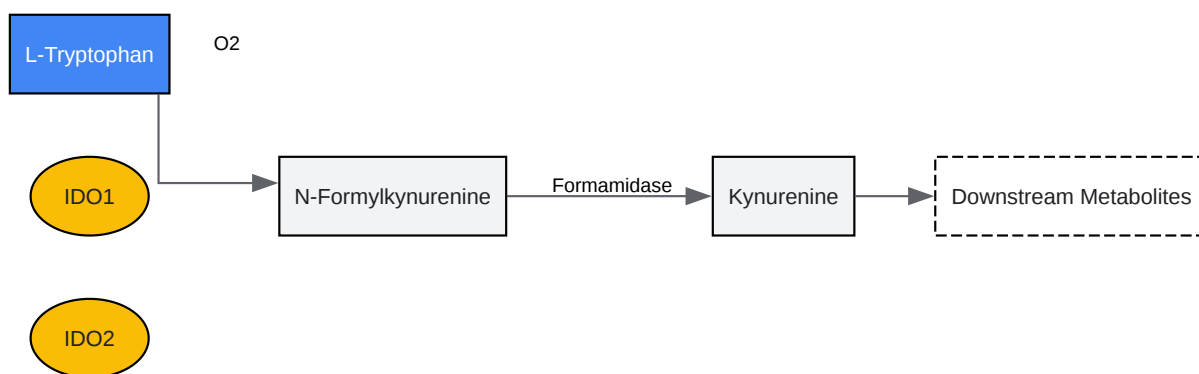 L-Tryptophan
O2
IDO1
N-Formylkynurenine
Formamidase
Kynurenine
Downstream Metabolites
IDO2